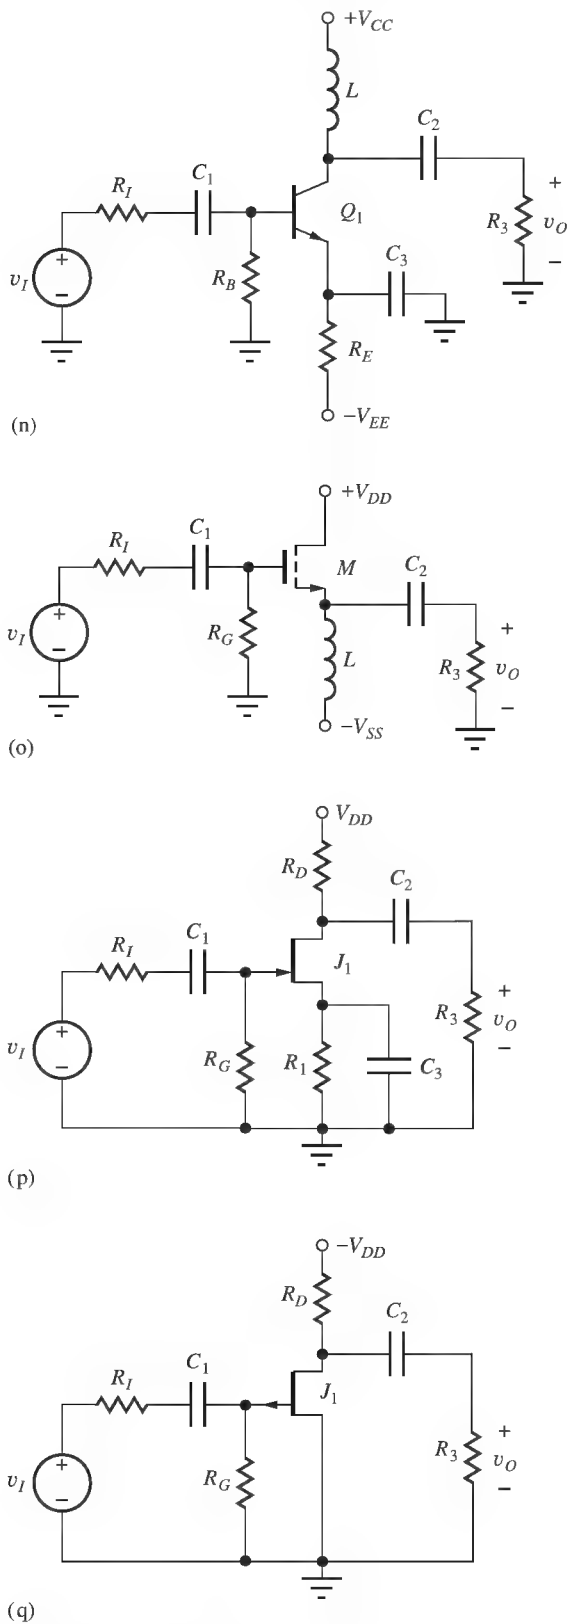 +V_CC
L
C_2
C_1
R_I
Q_1
+
R_3 v_O
−
v_I
+
−
R_B
C_3
R_E
−V_EE
(n)
+V_DD
C_1
R_I
M
C_2
v_I
+
−
R_G
L
+
R_3 v_O
−
−V_SS
(o)
V_DD
R_D
C_2
C_1
R_I
J_1
+
R_3 v_O
−
v_I
+
−
R_G
R_1
C_3
(p)
−V_DD
R_D
C_2
C_1
R_I
J_1
+
R_3 v_O
−
v_I
+
−
R_G
(q)